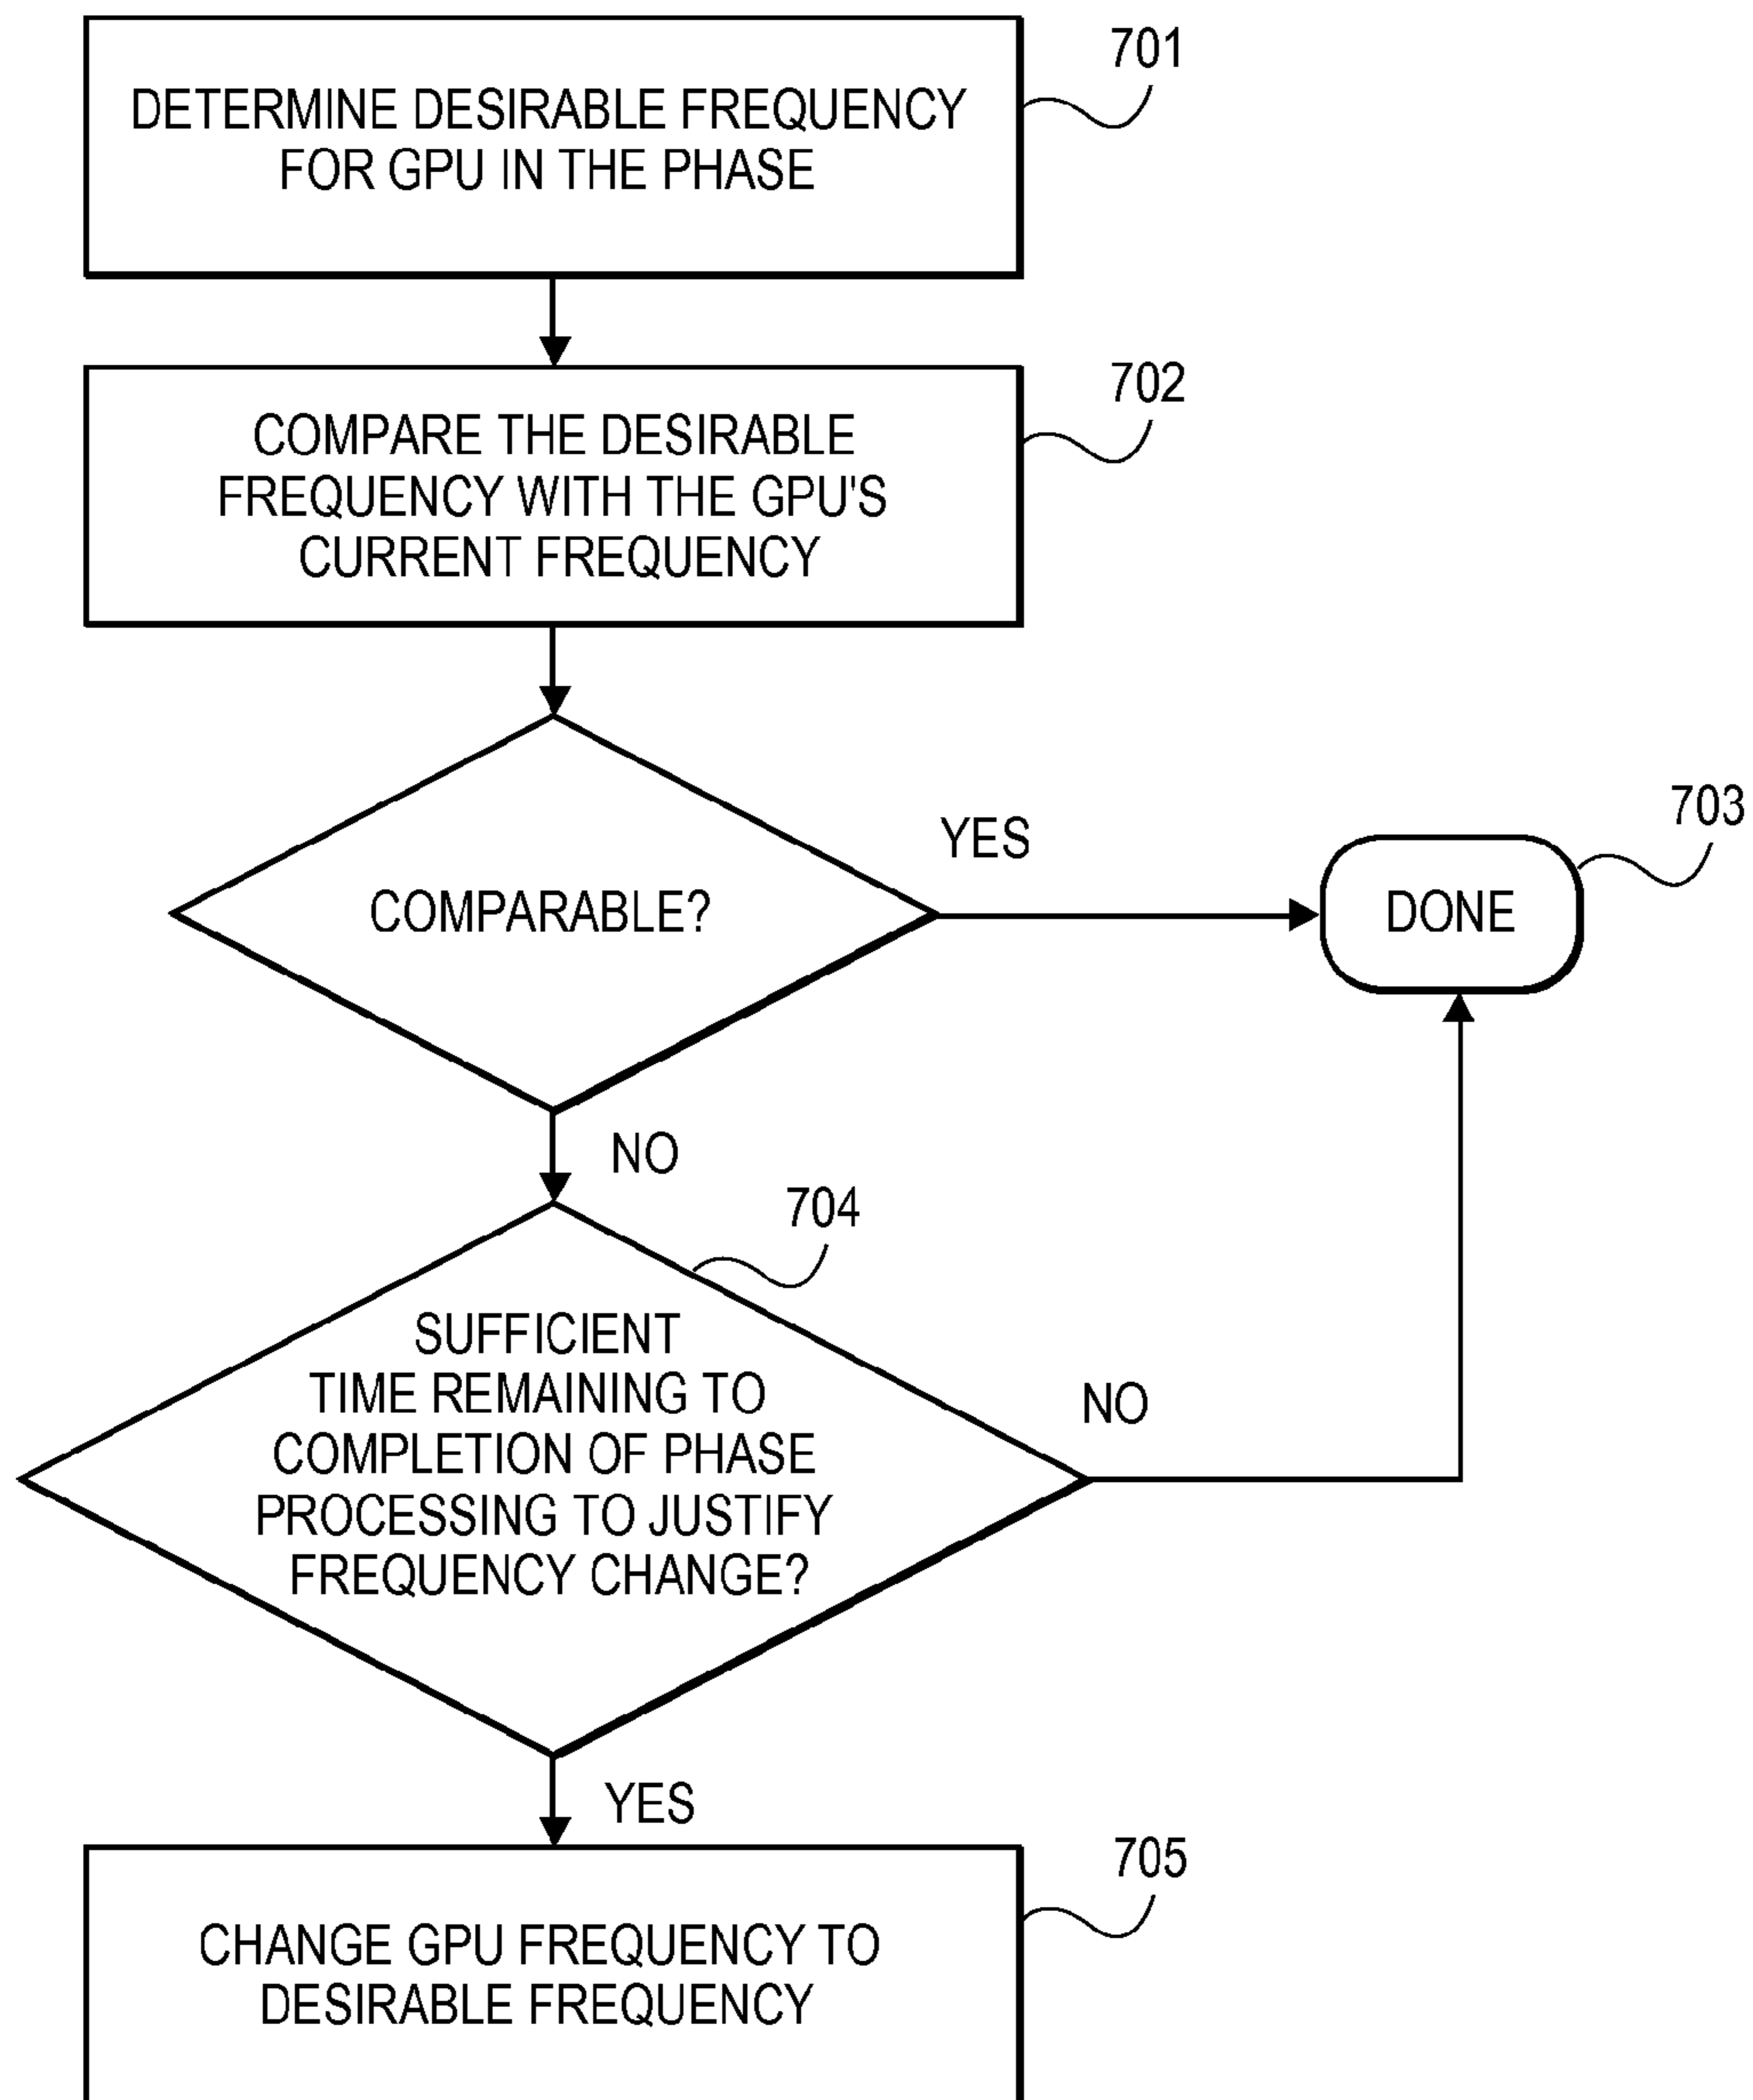 701
DETERMINE DESIRABLE FREQUENCY
FOR GPU IN THE PHASE
702
COMPARE THE DESIRABLE
FREQUENCY WITH THE GPU'S
CURRENT FREQUENCY
703
YES
COMPARABLE?
DONE
NO
704
SUFFICIENT
TIME REMAINING TO
COMPLETION OF PHASE
PROCESSING TO JUSTIFY
FREQUENCY CHANGE?
NO
YES
705
CHANGE GPU FREQUENCY TO
DESIRABLE FREQUENCY